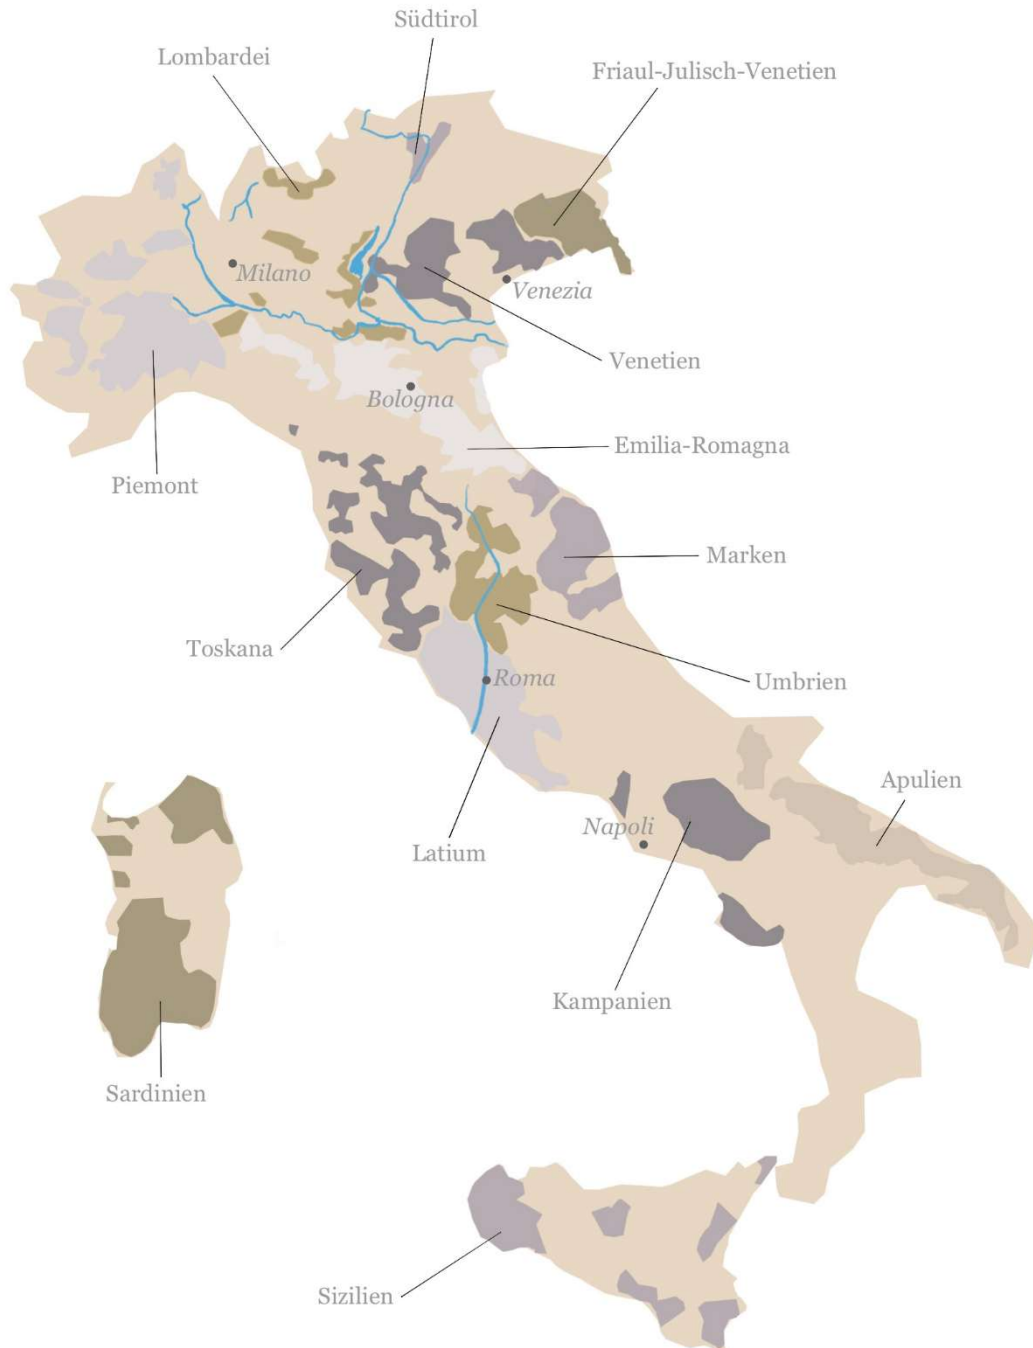 Südtirol
Lombardei
Friaul-Julisch-Venetien
Milano
Venezia
Venetien
Bologna
Emilia-Romagna
Piemont
Marken
Toskana
Roma
Umbrien
Apulien
Napoli
Latium
Kampanien
Sardinien
Sizilien